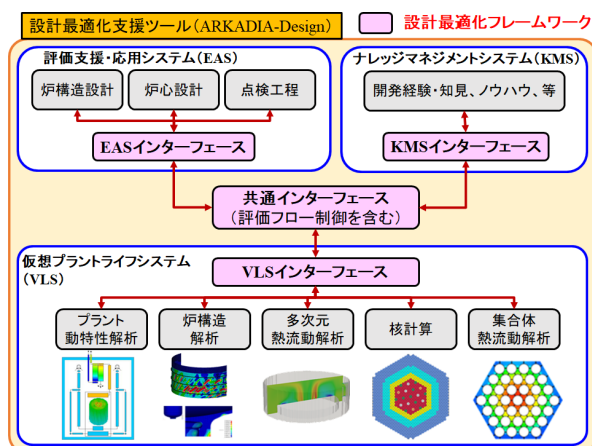 設計最適化支援ツール(ARKADIA-Design)
設計最適化フレームワーク
評価支援・応用システム(EAS)
ナレッジマネジメントシステム(KMS)
炉構造設計
炉心設計
点検工程
開発経験・知見、ノウハウ、等
EASインターフェース
KMSインターフェース
共通インターフェース
(評価フロー制御を含む)
仮想プラントライフシステム
(VLS)
VLSインターフェース
プラント
動特性解析
炉構造
解析
多次元
熱流動解析
核計算
集合体
熱流動解析